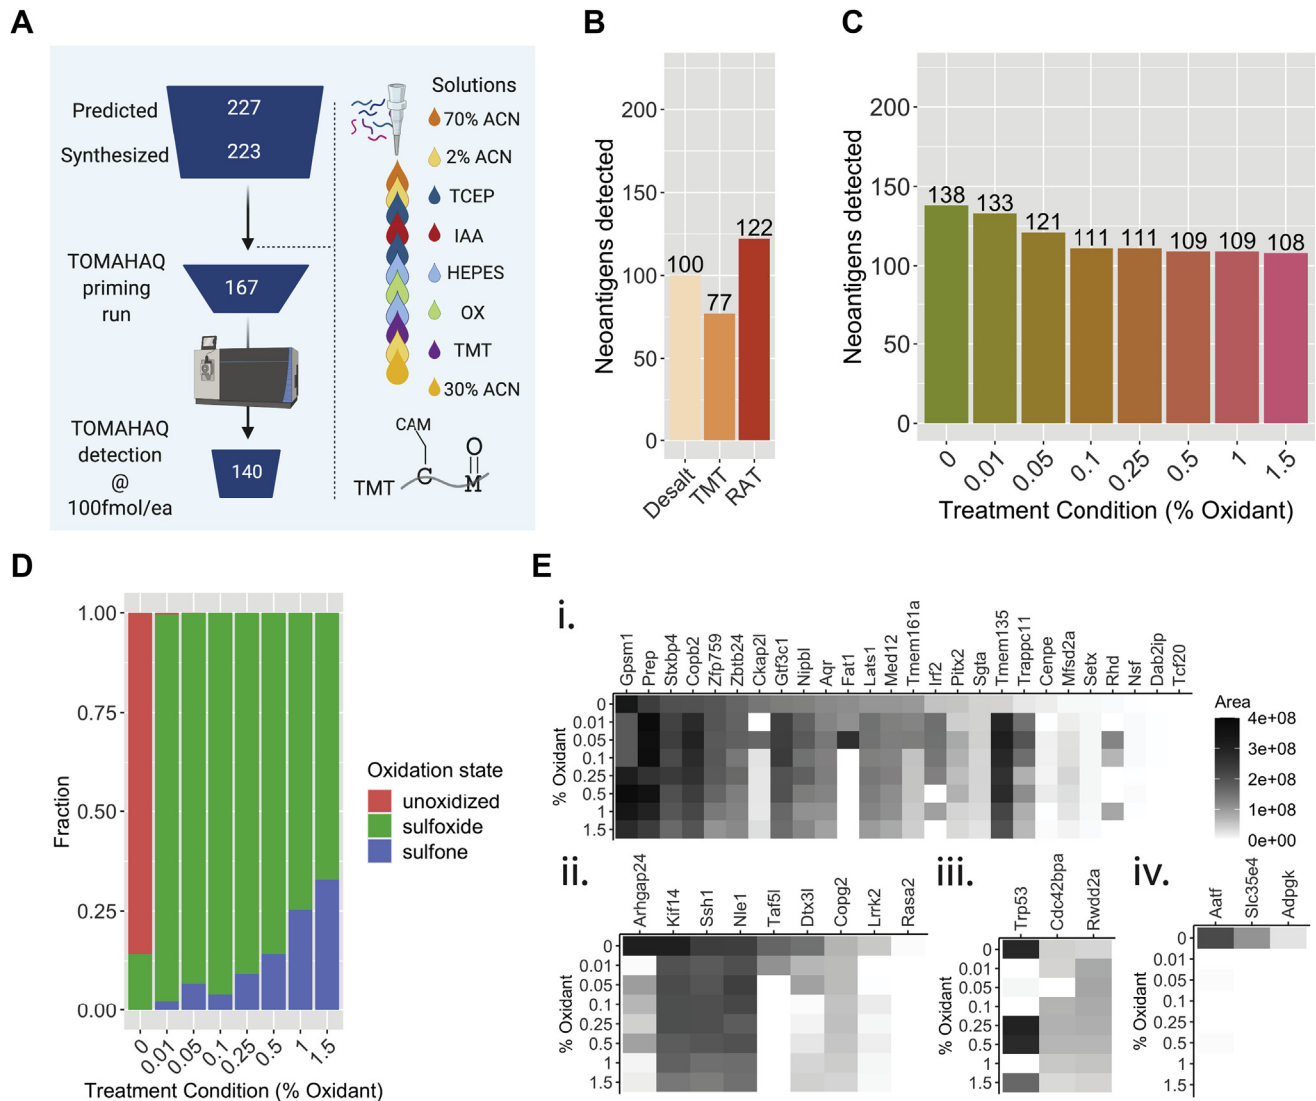 A
Predicted
227
Synthesized
223
TOMAHAQ
priming
run
167
TOMAHAQ
detection
@
100fmol/ea
140
Solutions
70% ACN
2% ACN
TCEP
IAA
HEPES
OX
TMT
30% ACN
CAM
O
TMT
C
M
B
Neoantigens detected
200
150
100
50
0
100
77
122
Desalt
TMT
RAT
C
Neoantigens detected
200
150
100
50
0
138
133
121
111
111
109
109
108
0
0.01
0.05
0.1
0.25
0.5
1
1.5
Treatment Condition (% Oxidant)
D
Fraction
1.00
0.75
0.50
0.25
0.00
0
0.01
0.05
0.1
0.25
0.5
1
1.5
Treatment Condition (% Oxidant)
Oxidation state
unoxidized
sulfoxide
sulfone
E
i.
Gpsm1
Prep
Stxbp4
Copb2
Zfp759
Zbtb24
Ckap2l
Gtf3c1
Nipbl
Aqr
Fat1
Lats1
Med12
Tmem161a
Irf2
Pitx2
Sgta
Tmem135
Trappc11
Cenpe
Mfsd2a
Setx
Rhd
Nsf
Dab2ip
Tcf20
% Oxidant
0
0.01
0.05
0.1
0.25
0.5
1
1.5
Area
4e+08
3e+08
2e+08
1e+08
0e+00
ii.
Arhgap24
Kif14
Ssh1
Nle1
Taf5l
Dtx3l
Copg2
Lrrk2
Rasa2
% Oxidant
0
0.01
0.05
0.1
0.25
0.5
1
1.5
iii.
Trp53
Cdc42bpa
Rwdd2a
% Oxidant
0
0.01
0.05
0.1
0.25
0.5
1
1.5
iv.
Aatf
Slc35e4
Adpgk
% Oxidant
0
0.01
0.05
0.1
0.25
0.5
1
1.5